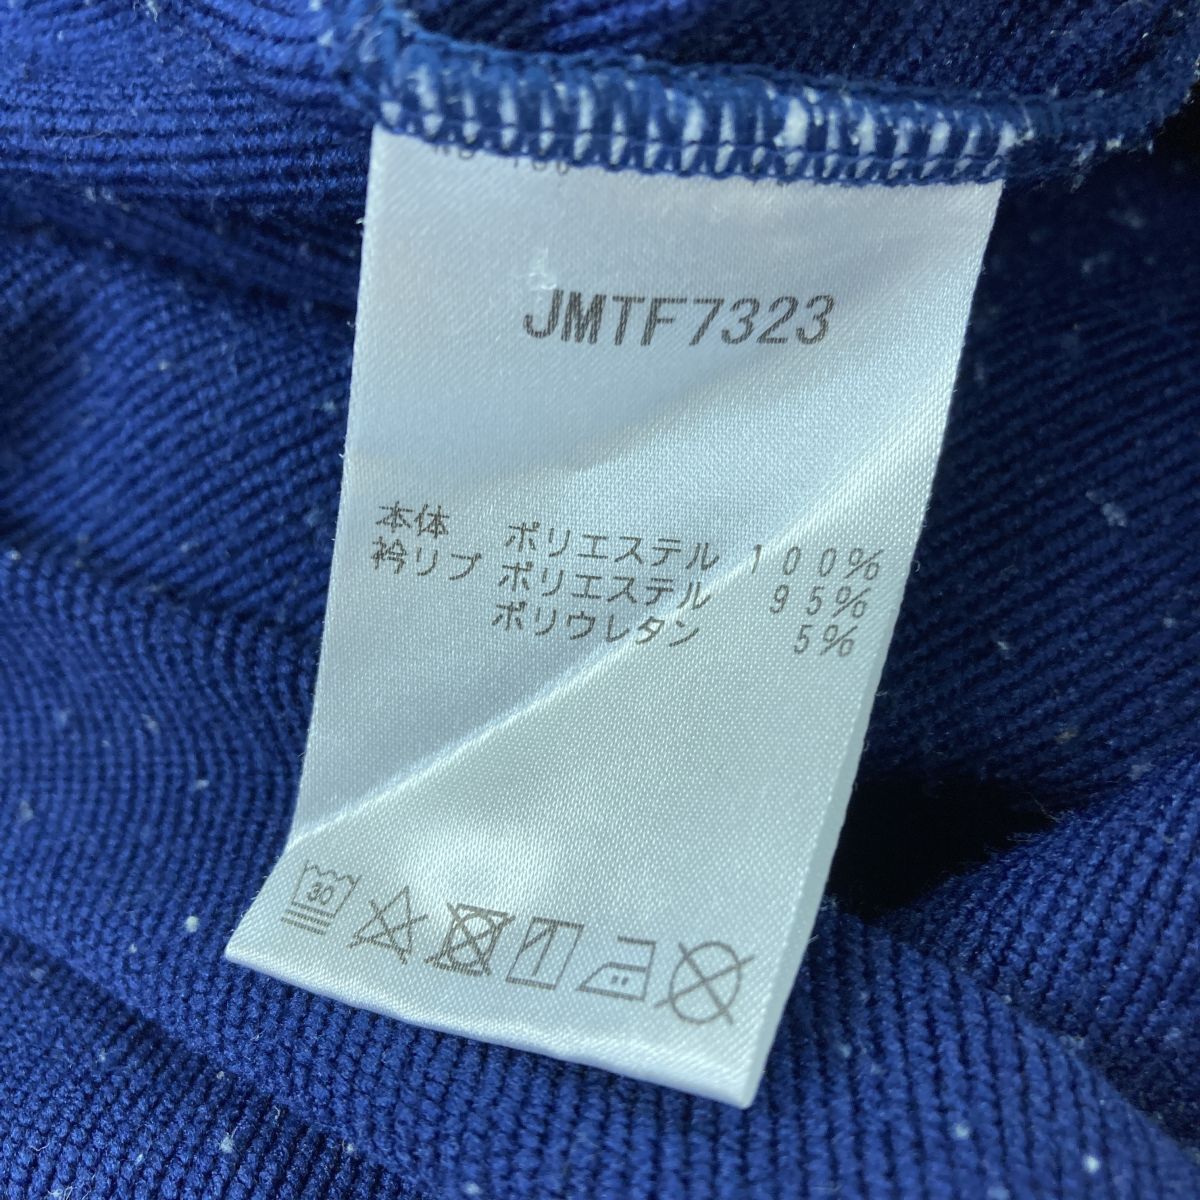 JMTF7323
本体 ポリエステル 100%
衿リブ ポリエステル 95%
ポリウレタン 5%
30